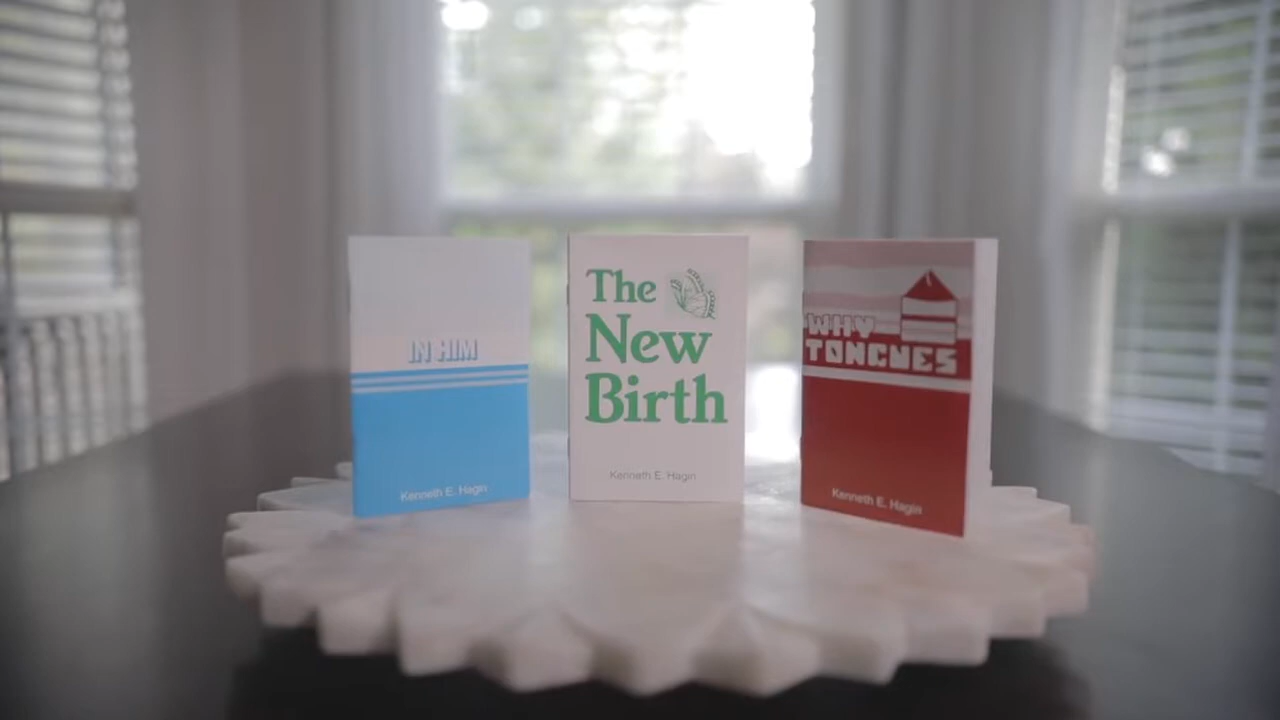 IN HIM
Kenneth E. Hagin
The
New
Birth
Kenneth E. Hagin
WHY
TONGUES
Kenneth E. Hagin